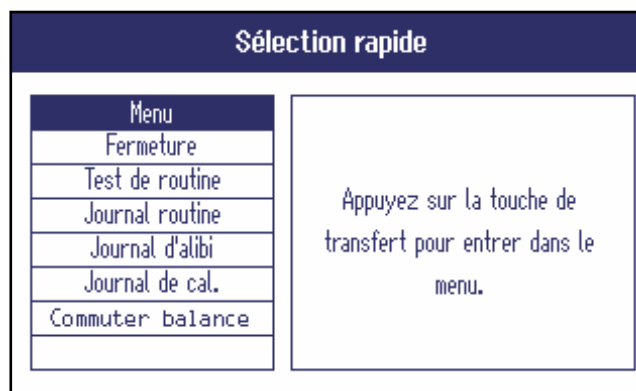 Sélection rapide
Menu
Fermeture
Test de routine
Journal routine
Journal d'alibi
Journal de cal.
Commuter balance
Appuyez sur la touche de
transfert pour entrer dans le
menu.